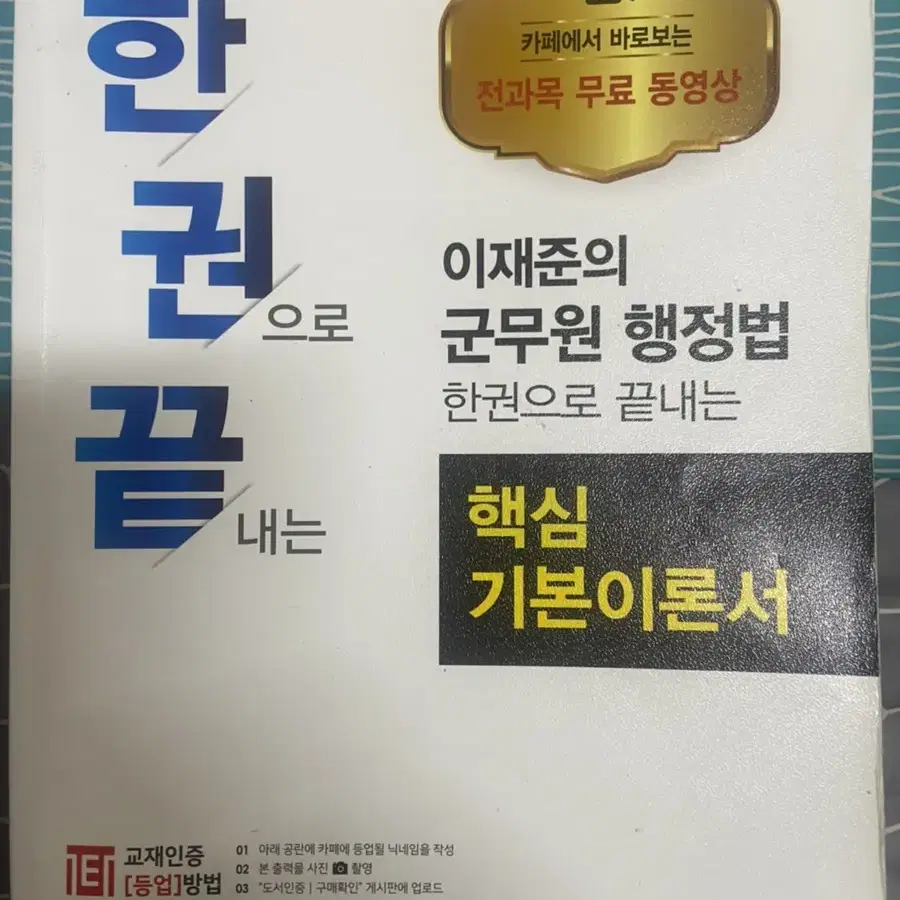 한
권으로
끝내는
카페에서 바로보는
전과목 무료 동영상
이재준의
군무원 행정법
한권으로 끝내는
핵심
기본이론서
교재인증
[등업]방법
01 아래 공란에 카페에 등업될 닉네임을 작성
02 본 출력물 사진 촬영
03 "도서인증 | 구매확인" 게시판에 업로드